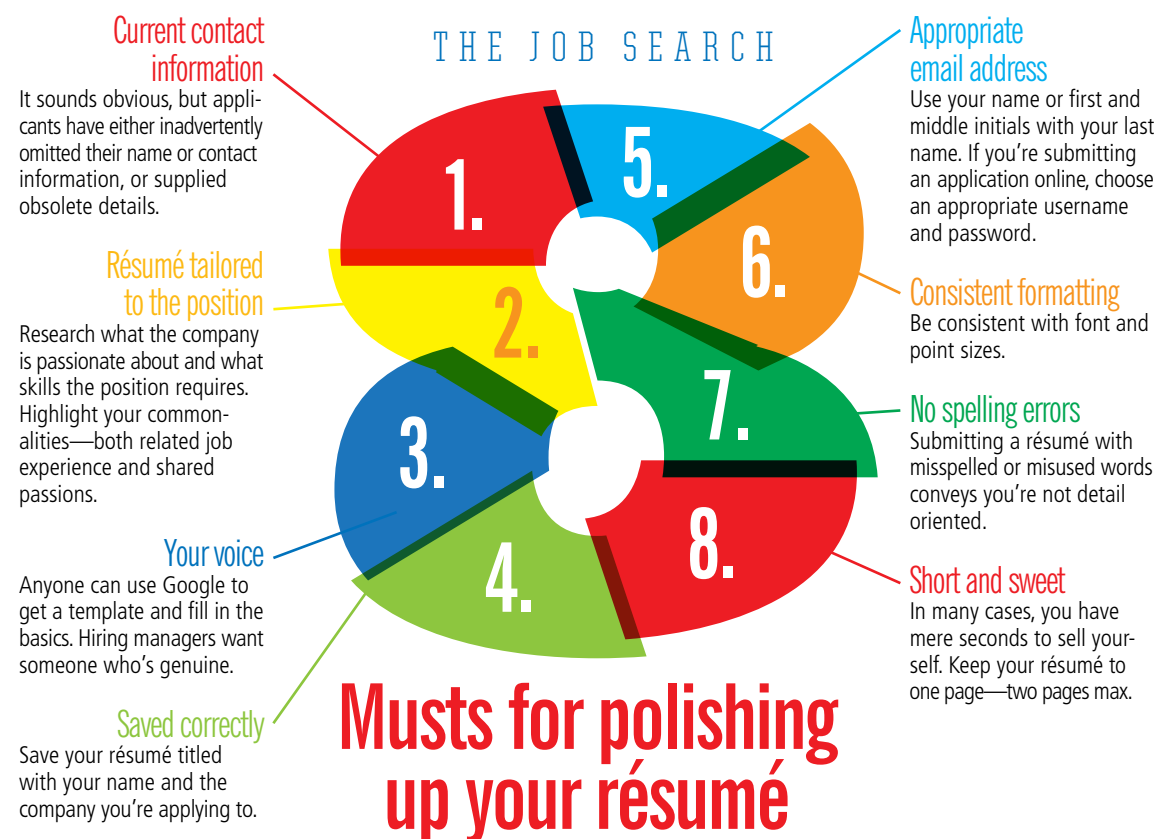 THE JOB SEARCH
Current contact
information
It sounds obvious, but appli-
cants have either inadvertently
omitted their name or contact
information, or supplied
obsolete details.
Résumé tailored
to the position
Research what the company
is passionate about and what
skills the position requires.
Highlight your common-
alities—both related job
experience and shared
passions.
Your voice
Anyone can use Google to
get a template and fill in the
basics. Hiring managers want
someone who's genuine.
Saved correctly
Save your résumé titled
with your name and the
company you're applying to.
1.
2.
3.
4.
5.
6.
7.
8.
Musts for polishing
up your résumé
Appropriate
email address
Use your name or first and
middle initials with your last
name. If you're submitting
an application online, choose
an appropriate username
and password.
Consistent formatting
Be consistent with font and
point sizes.
No spelling errors
Submitting a résumé with
misspelled or misused words
conveys you're not detail
oriented.
Short and sweet
In many cases, you have
mere seconds to sell your-
self. Keep your résumé to
one page—two pages max.